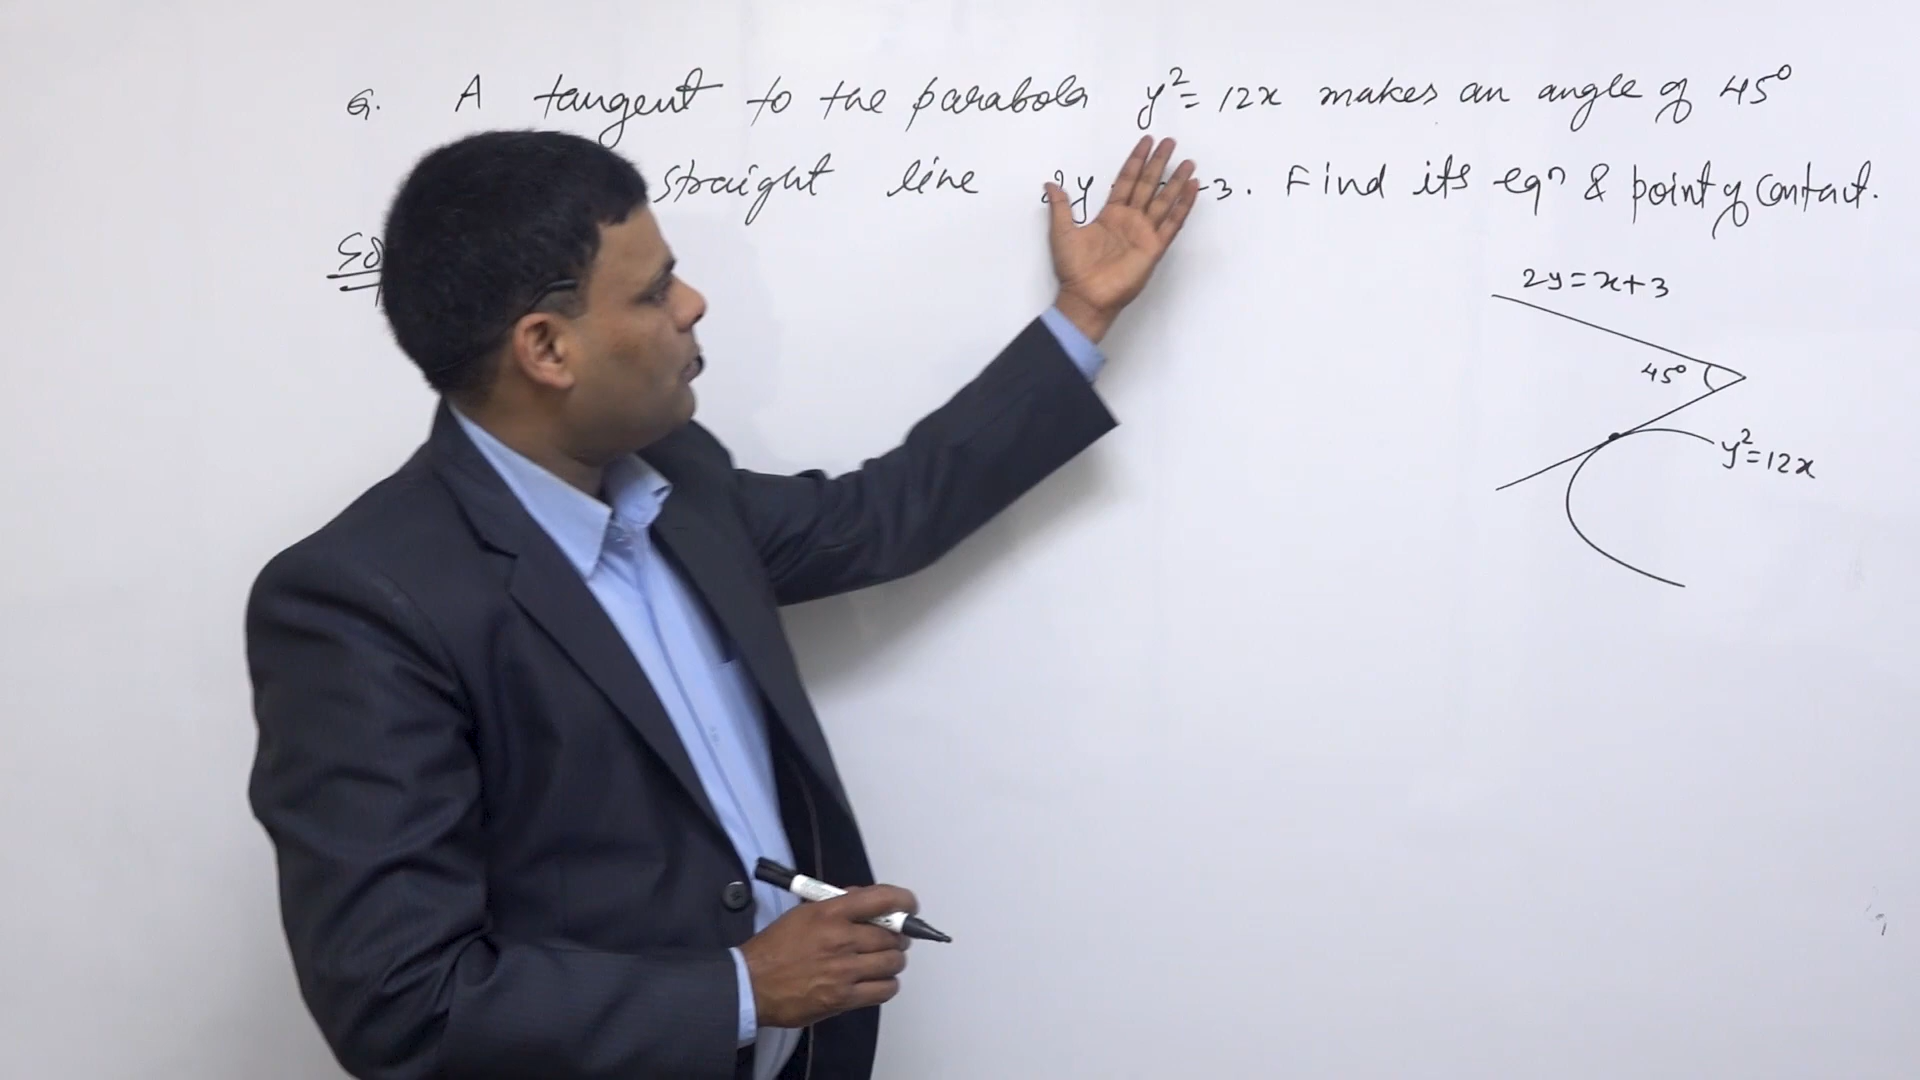 Q. A tangent to the parabola y² = 12x makes an angle of 45°
straight line 2y +3. Find its eqn & point of contact.
2y = x + 3
45°
y² = 12x